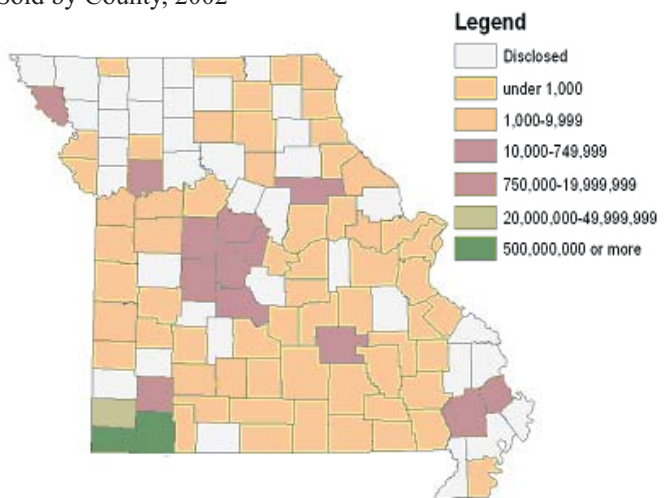 Sold by County, 2002
Legend
Disclosed
under 1,000
1,000-9,999
10,000-749,999
750,000-19,999,999
20,000,000-49,999,999
500,000,000 or more